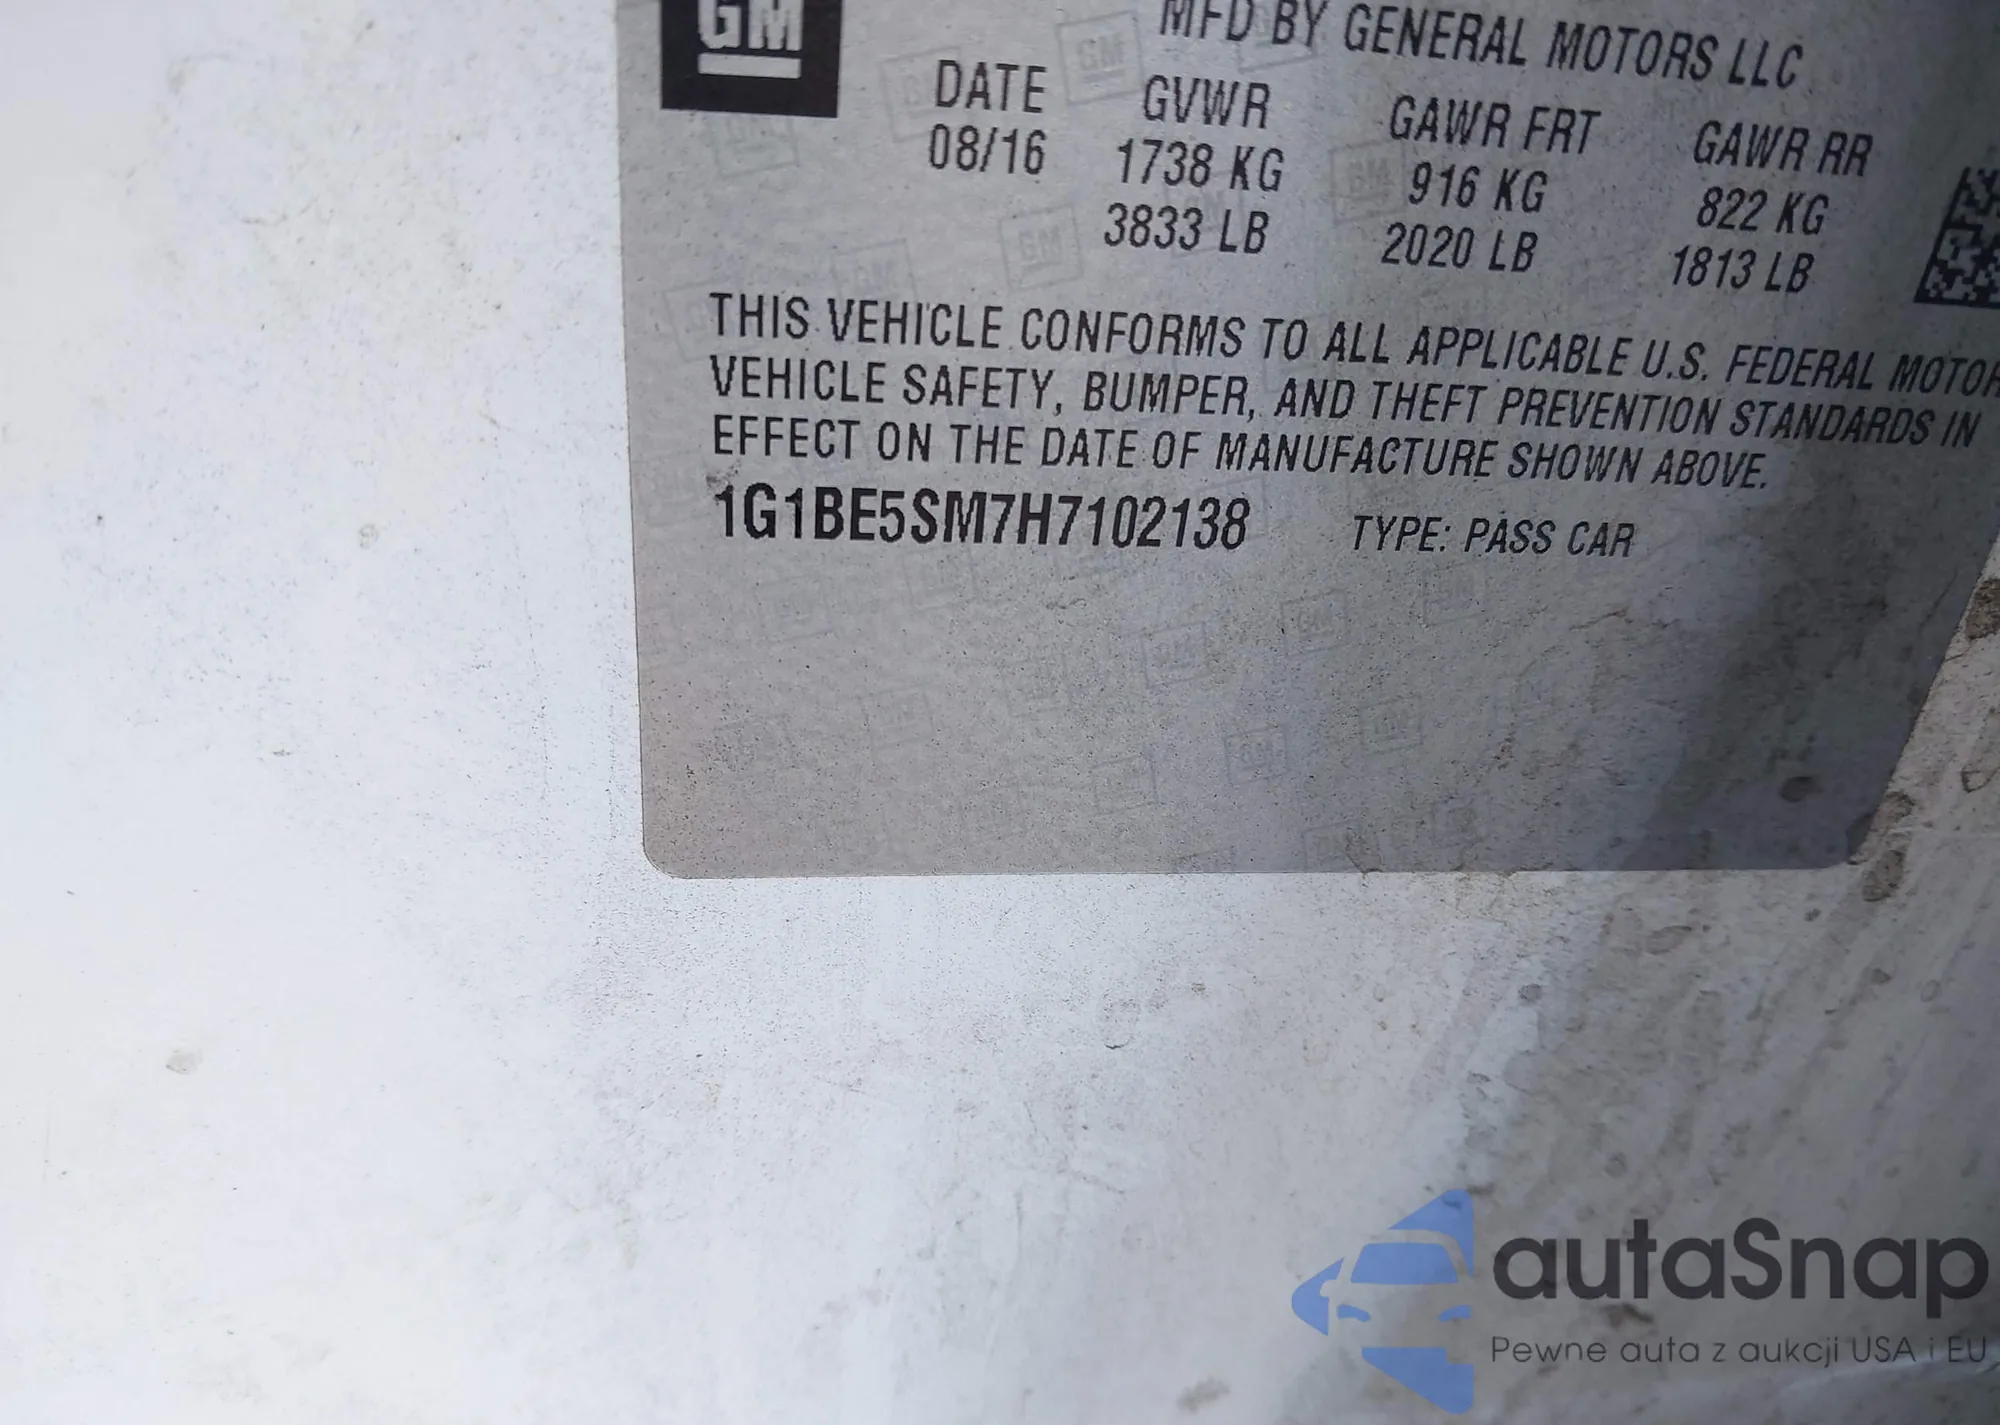 GM
MFD BY GENERAL MOTORS LLC
DATE GVWR GAWR FRT GAWR RR
08/16 1738 KG 916 KG 822 KG
3833 LB 2020 LB 1813 LB
THIS VEHICLE CONFORMS TO ALL APPLICABLE U.S. FEDERAL MOTOR
VEHICLE SAFETY, BUMPER, AND THEFT PREVENTION STANDARDS IN
EFFECT ON THE DATE OF MANUFACTURE SHOWN ABOVE.
1G1BE5SM7H7102138 TYPE: PASS CAR
autaSnap
Pewne auta z aukcji USA i EU